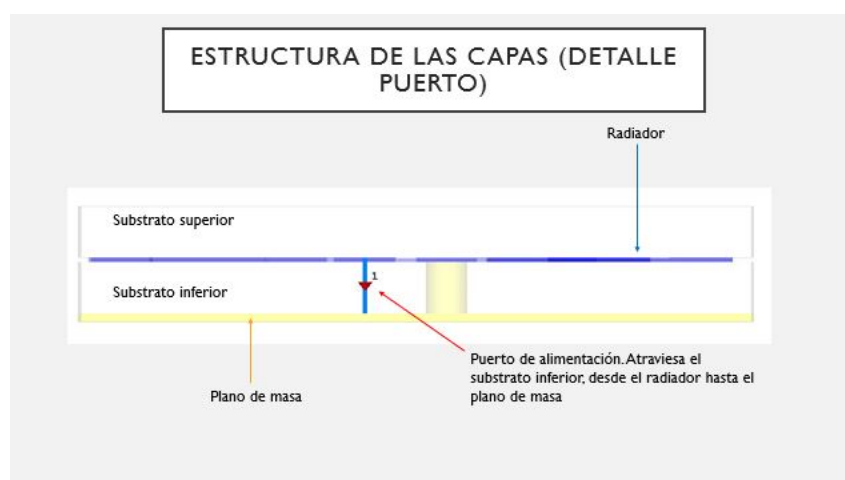 ESTRUCTURA DE LAS CAPAS (DETALLE
PUERTO)
Radiador
Substrato superior
1
Substrato inferior
Puerto de alimentación. Atraviesa el
substrato inferior, desde el radiador hasta el
plano de masa
Plano de masa